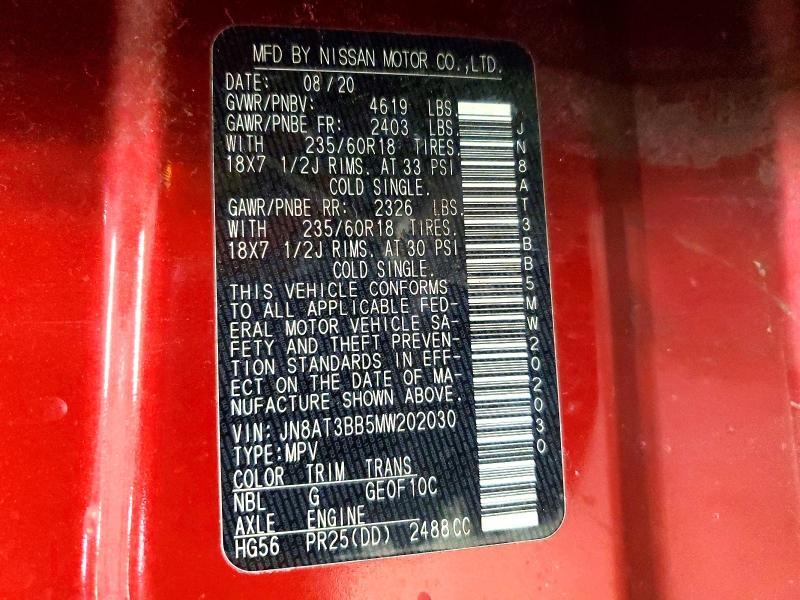 MFD BY NISSAN MOTOR CO.,LTD.
DATE: 08/20
GVWR/PNBV: 4619 LBS.
GAWR/PNBE FR: 2403 LBS.
WITH 235/60R18 TIRES.
18X7 1/2J RIMS. AT 33 PSI
COLD SINGLE.
GAWR/PNBE RR: 2326 LBS.
WITH 235/60R18 TIRES.
18X7 1/2J RIMS. AT 30 PSI
COLD SINGLE.
THIS VEHICLE CONFORMS
TO ALL APPLICABLE FED-
ERAL MOTOR VEHICLE SA-
FETY AND THEFT PREVEN-
TION STANDARDS IN EFF-
ECT ON THE DATE OF MA-
NUFACTURE SHOWN ABOVE.
VIN: JN8AT3BB5MW202030
TYPE: MPV
COLOR TRIM TRANS
NBL G GE0F10C
AXLE ENGINE
HG56 PR25(DD) 2488CC
JN8AT3BB5MW202030